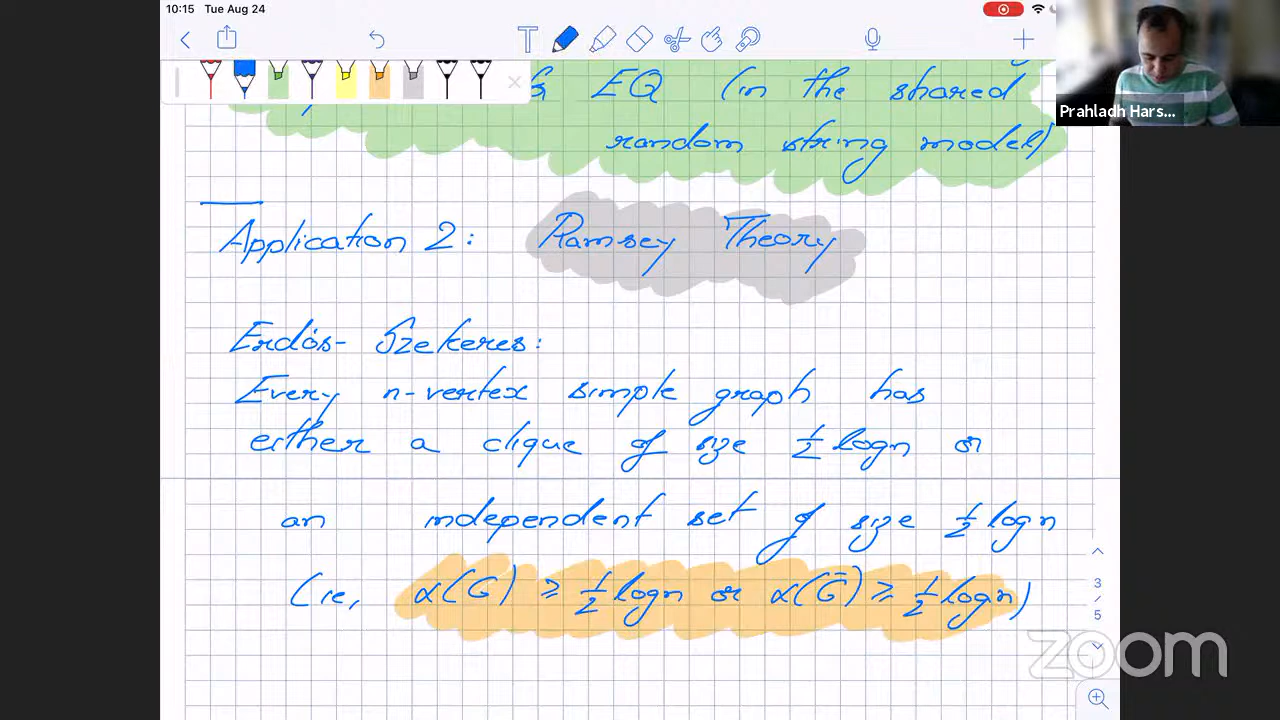 10:15 Tue Aug 24
EQ (in the shared
random string model)
Application 2: Ramsey Theory
Erdős-Szekeres:
Every n-vertex simple graph has
either a clique of size ½ log n or
an independent set of size ½ log n
(ie, α(G) ≥ ½ log n or α(Ḡ) ≥ ½ log n)
Prahladh Hars...
3
/
5
zoom